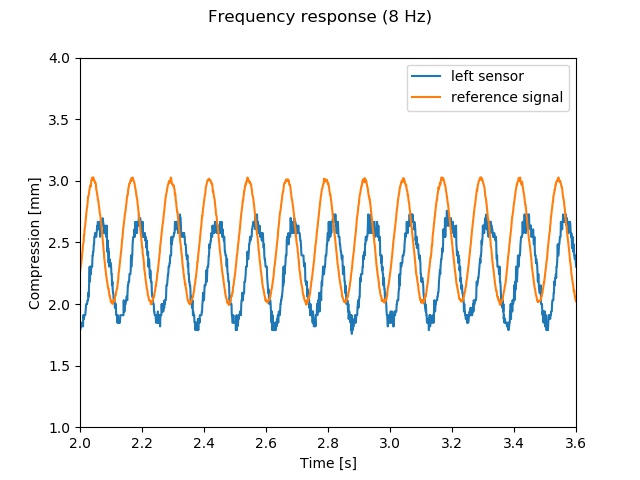 Frequency response (8 Hz)
left sensor
reference signal
Compression [mm]
4.0
3.5
3.0
2.5
2.0
1.5
1.0
2.0 2.2 2.4 2.6 2.8 3.0 3.2 3.4 3.6
Time [s]